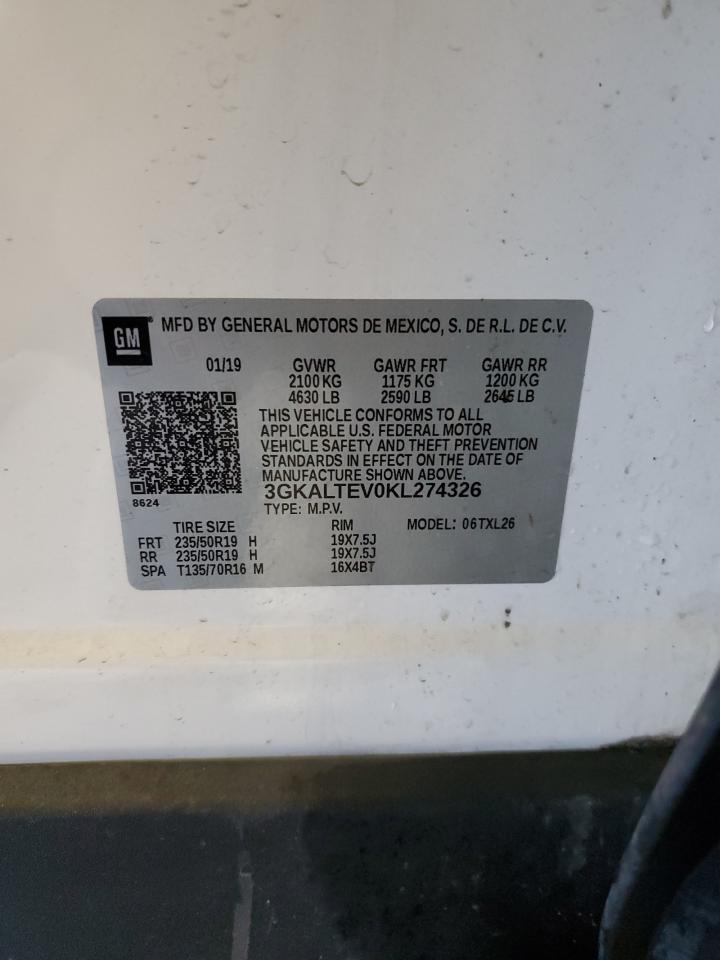 GM ® MFD BY GENERAL MOTORS DE MEXICO, S. DE R.L. DE C.V.
01/19 GVWR GAWR FRT GAWR RR
2100 KG 1175 KG 1200 KG
4630 LB 2590 LB 2645 LB
THIS VEHICLE CONFORMS TO ALL
APPLICABLE U.S. FEDERAL MOTOR
VEHICLE SAFETY AND THEFT PREVENTION
STANDARDS IN EFFECT ON THE DATE OF
MANUFACTURE SHOWN ABOVE.
3GKALTEV0KL274326
8624
TYPE: M.P.V.
TIRE SIZE RIM MODEL: 06TXL26
FRT 235/50R19 H 19X7.5J
RR 235/50R19 H 19X7.5J
SPA T135/70R16 M 16X4BT